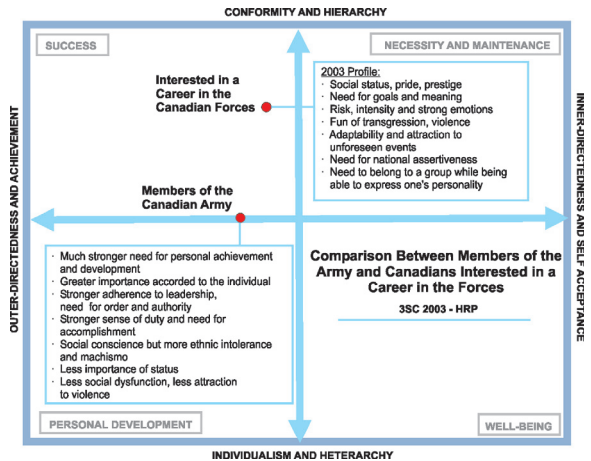 CONFORMITY AND HIERARCHY
SUCCESS
NECESSITY AND MAINTENANCE
Interested in a
Career in the
Canadian Forces
2003 Profile:
· Social status, pride, prestige
· Need for goals and meaning
· Risk, intensity and strong emotions
· Fun of transgression, violence
· Adaptability and attraction to
unforeseen events
· Need for national assertiveness
· Need to belong to a group while being
able to express one's personality
OUTER-DIRECTEDNESS AND ACHIEVEMENT
INNER-DIRECTEDNESS AND SELF ACCEPTANCE
Members of the
Canadian Army
· Much stronger need for personal achievement
and development
· Greater importance accorded to the individual
· Stronger adherence to leadership,
need for order and authority
· Stronger sense of duty and need for
accomplishment
· Social conscience but more ethnic intolerance
and machismo
· Less importance of status
· Less social dysfunction, less attraction
to violence
Comparison Between Members of the
Army and Canadians Interested in a
Career in the Forces
3SC 2003 - HRP
PERSONAL DEVELOPMENT
WELL-BEING
INDIVIDUALISM AND HETERARCHY